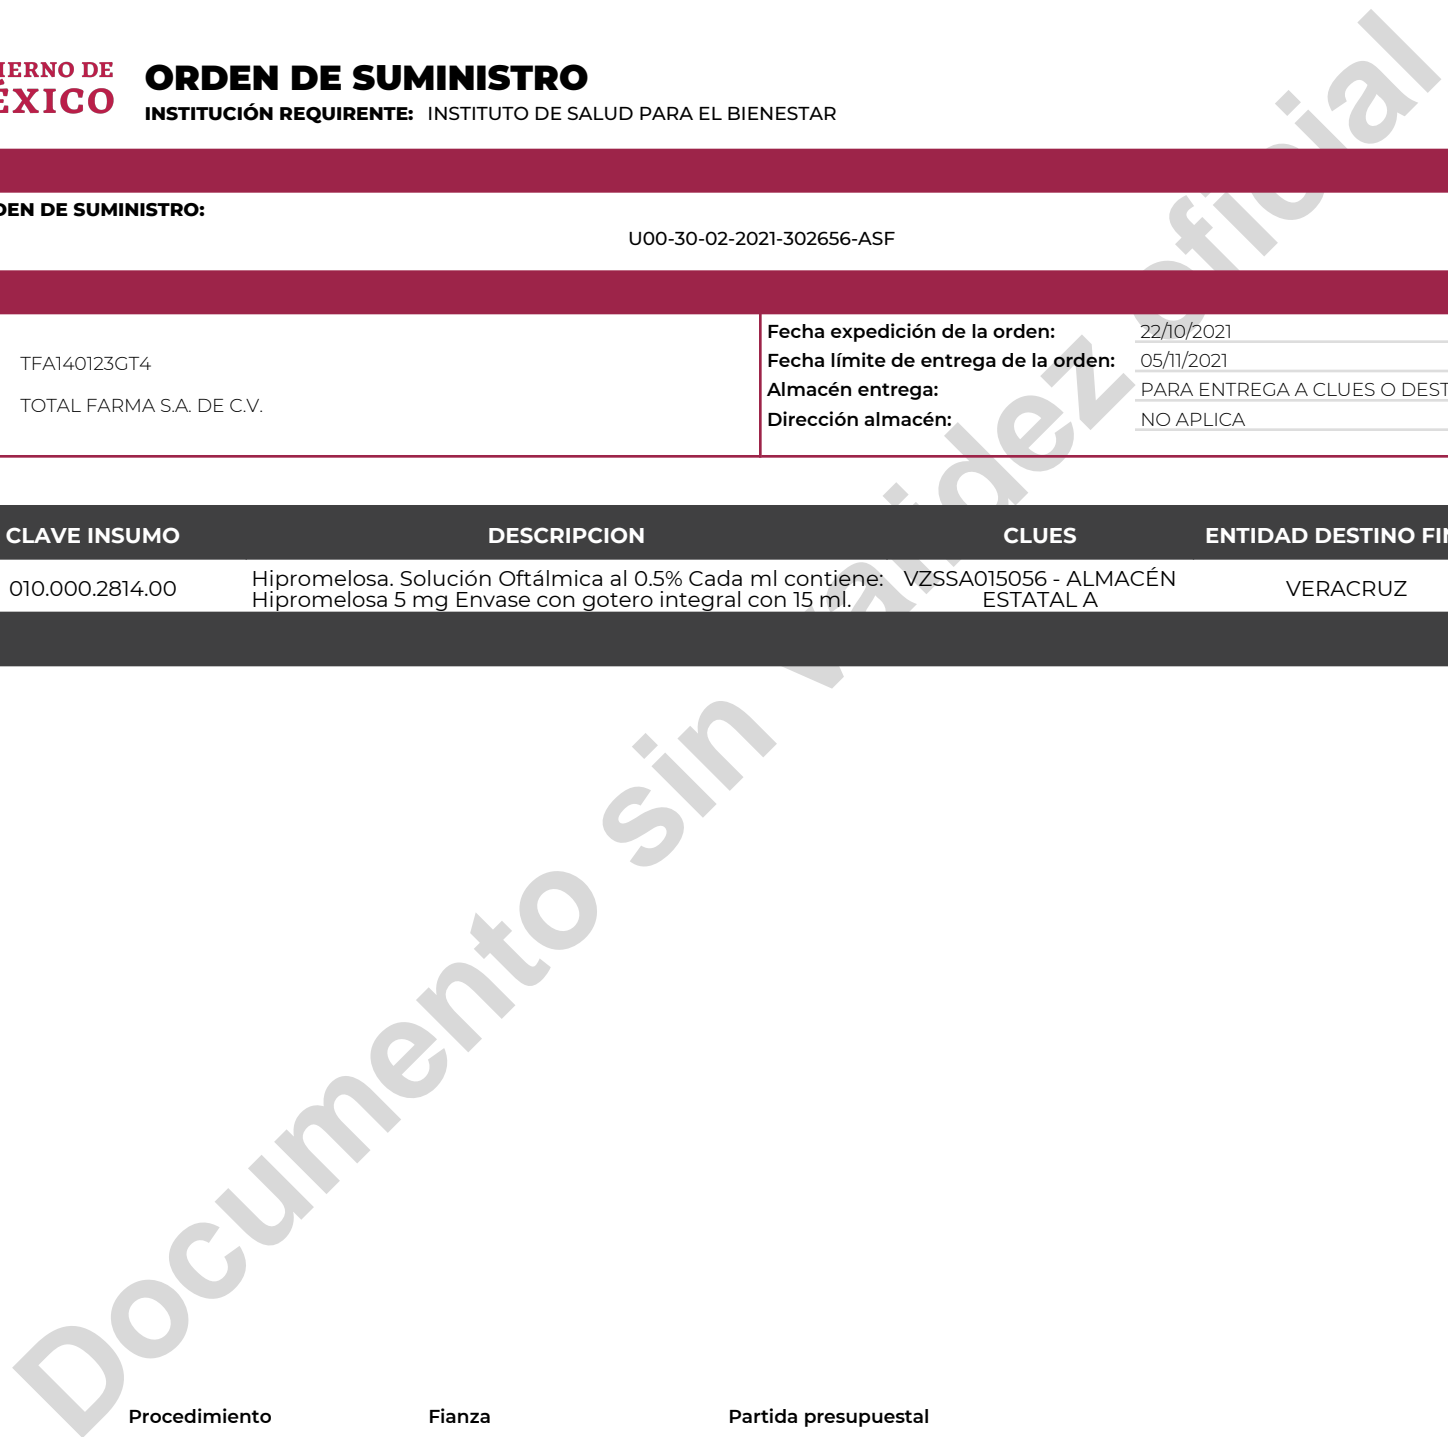 IERNO DE
ÉXICO
ORDEN DE SUMINISTRO
INSTITUCIÓN REQUIRENTE: INSTITUTO DE SALUD PARA EL BIENESTAR
DEN DE SUMINISTRO:
U00-30-02-2021-302656-ASF
TFA140123GT4
TOTAL FARMA S.A. DE C.V.
Fecha expedición de la orden: 22/10/2021
Fecha límite de entrega de la orden: 05/11/2021
Almacén entrega: PARA ENTREGA A CLUES O DEST
Dirección almacén: NO APLICA
CLAVE INSUMO DESCRIPCION CLUES ENTIDAD DESTINO FIN
010.000.2814.00 Hipromelosa. Solución Oftálmica al 0.5% Cada ml contiene: VZSSA015056 - ALMACÉN VERACRUZ
Hipromelosa 5 mg Envase con gotero integral con 15 ml. ESTATAL A
Documento sin validez oficial
Procedimiento Fianza Partida presupuestal